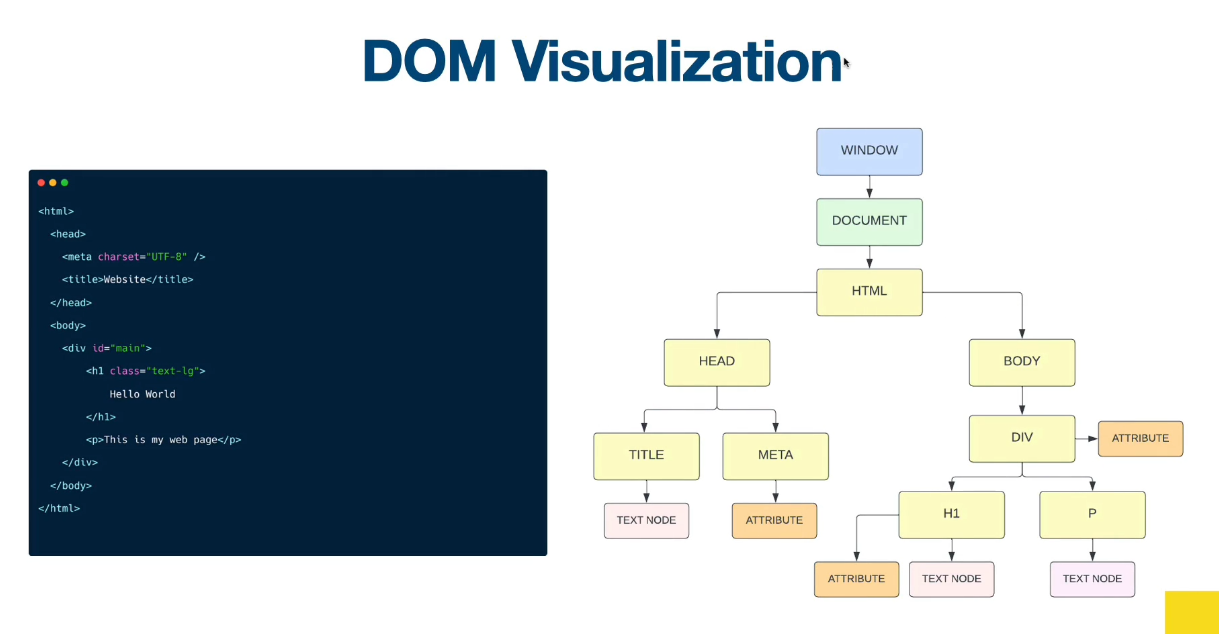 DOM Visualization
<html>
<head>
<meta charset="UTF-8" />
<title>Website</title>
</head>
<body>
<div id="main">
<h1 class="text-lg">
Hello World
</h1>
<p>This is my web page</p>
</div>
</body>
</html>
WINDOW
DOCUMENT
HTML
HEAD
BODY
TITLE
META
DIV
ATTRIBUTE
TEXT NODE
ATTRIBUTE
H1
P
ATTRIBUTE
TEXT NODE
TEXT NODE